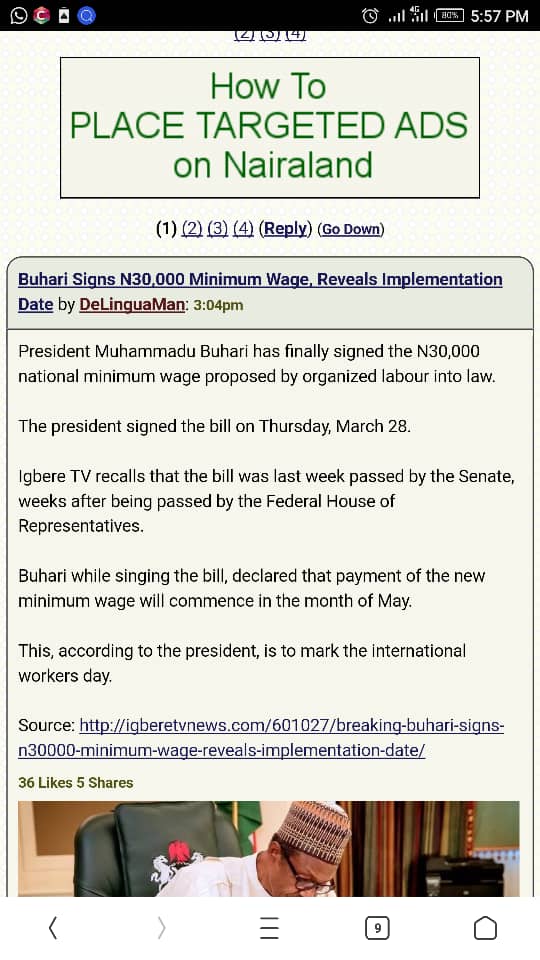 4G
80% 5:57 PM
(2) (3) (4)
How To
PLACE TARGETED ADS
on Nairaland
(1) (2) (3) (4) (Reply) (Go Down)
Buhari Signs N30,000 Minimum Wage, Reveals Implementation
Date by DeLinguaMan: 3:04pm
President Muhammadu Buhari has finally signed the N30,000
national minimum wage proposed by organized labour into law.
The president signed the bill on Thursday, March 28.
Igbere TV recalls that the bill was last week passed by the Senate,
weeks after being passed by the Federal House of
Representatives.
Buhari while singing the bill, declared that payment of the new
minimum wage will commence in the month of May.
This, according to the president, is to mark the international
workers day.
Source: http://igberetvnews.com/601027/breaking-buhari-signs-
n30000-minimum-wage-reveals-implementation-date/
36 Likes 5 Shares
9